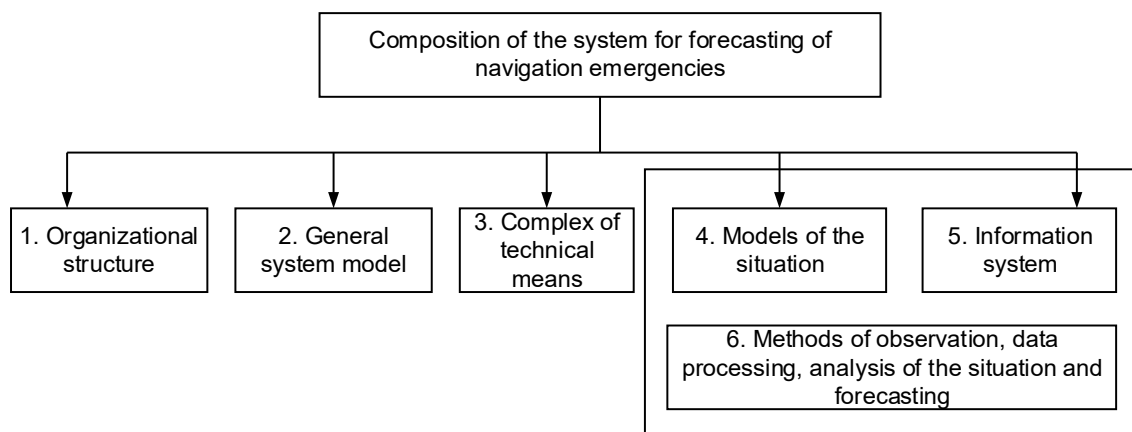 Composition of the system for forecasting of
navigation emergencies
1. Organizational
structure
2. General
system model
3. Complex of
technical
means
4. Models of the
situation
5. Information
system
6. Methods of observation, data
processing, analysis of the situation and
forecasting